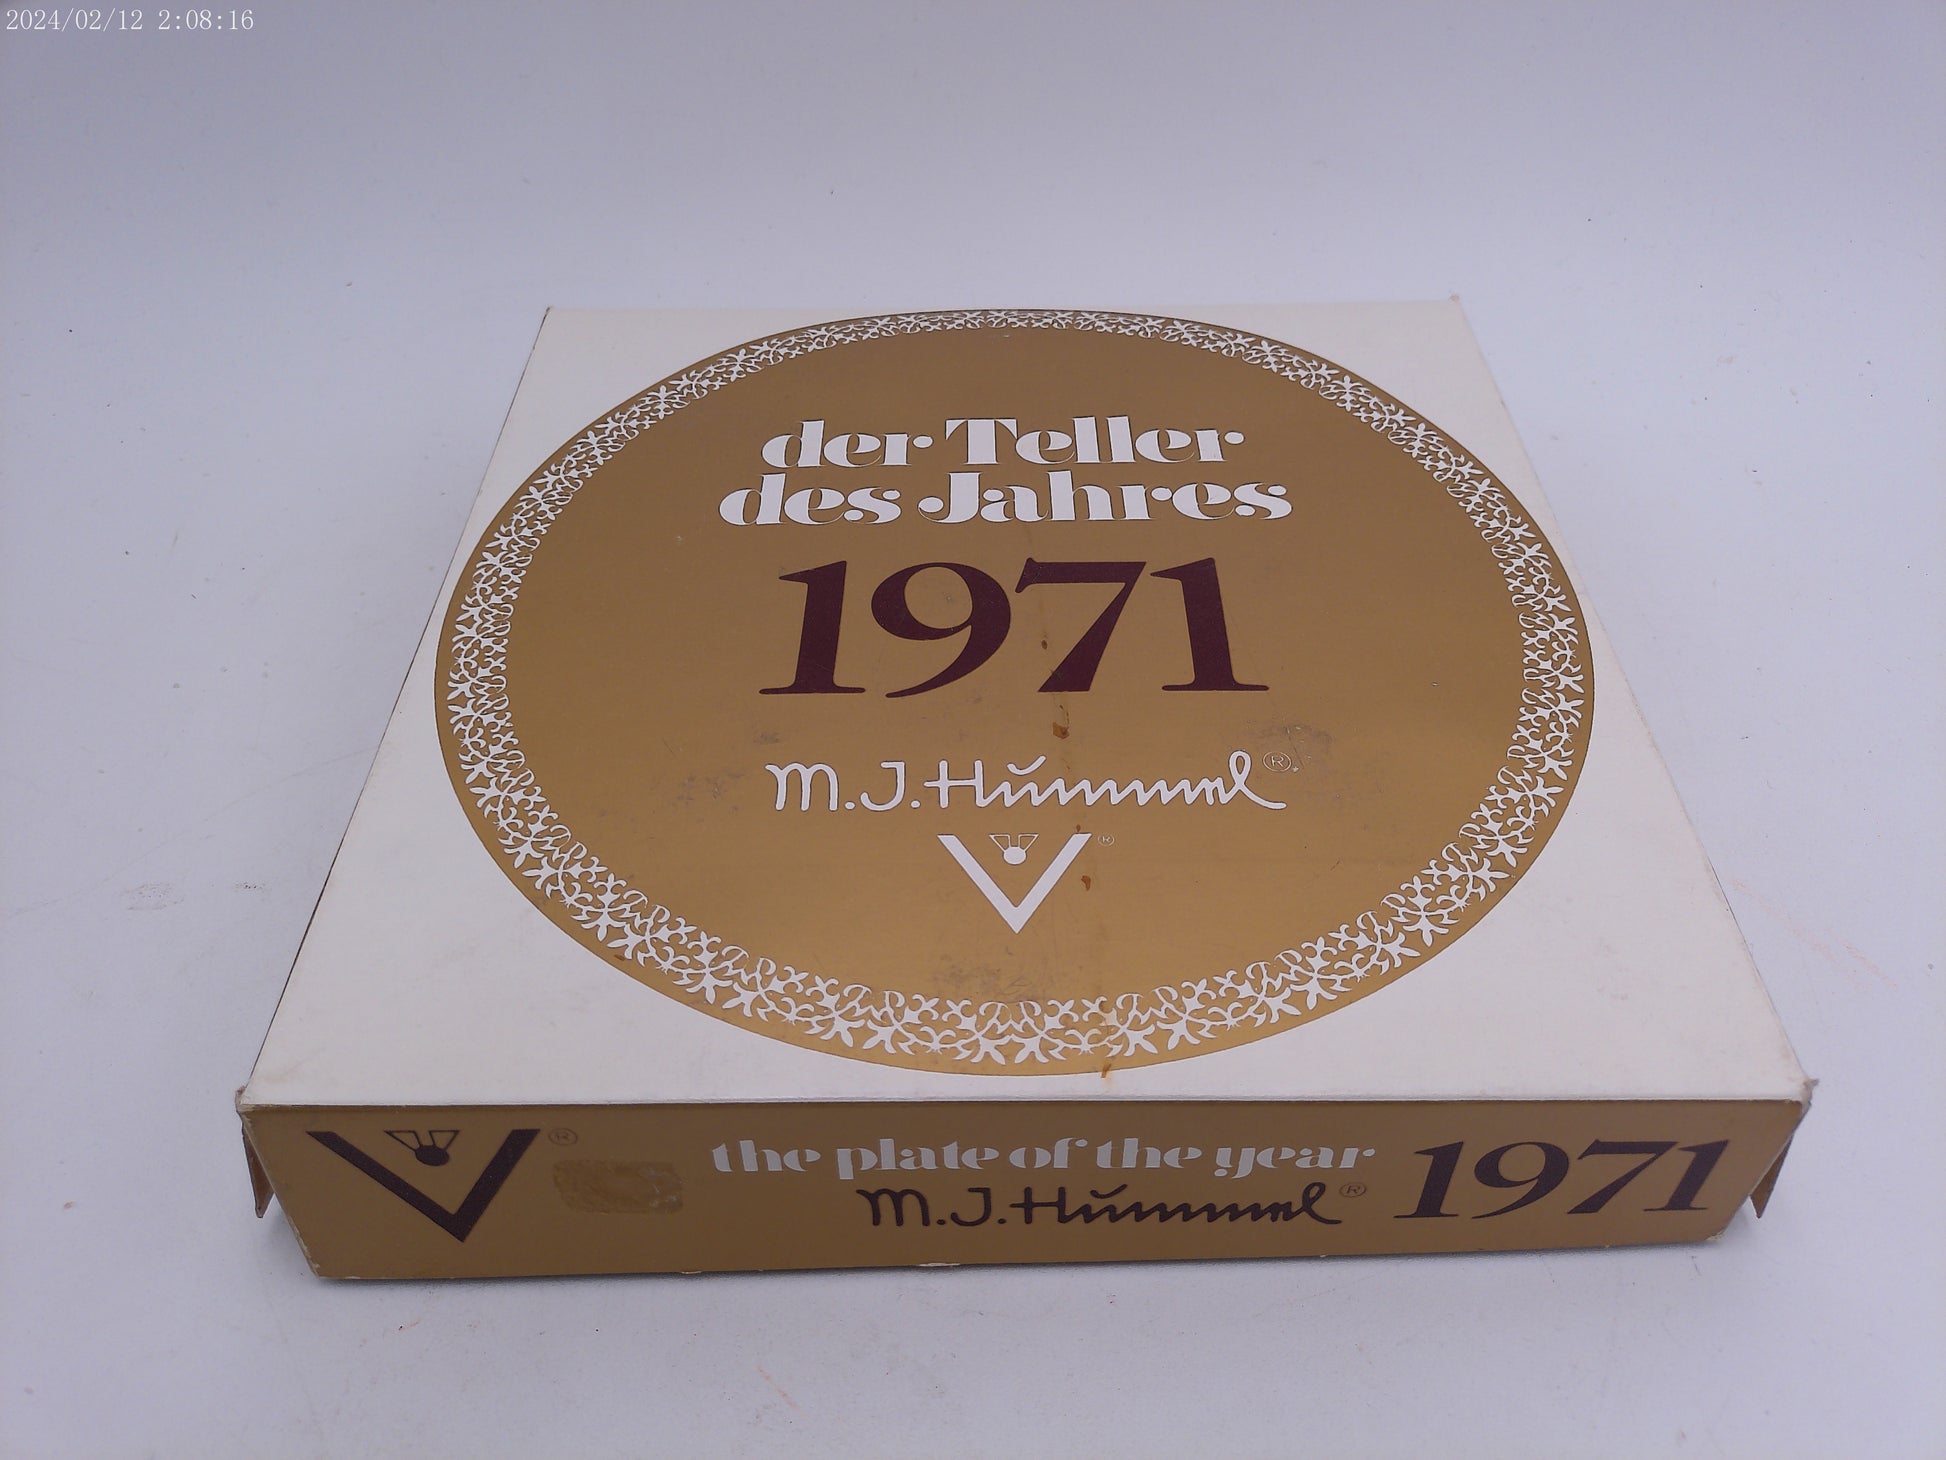 2024/02/12 2:08:16
der Teller
des Jahres
1971
M.J. Hummel®
®
®
the plate of the year
M.J. Hummel®
1971